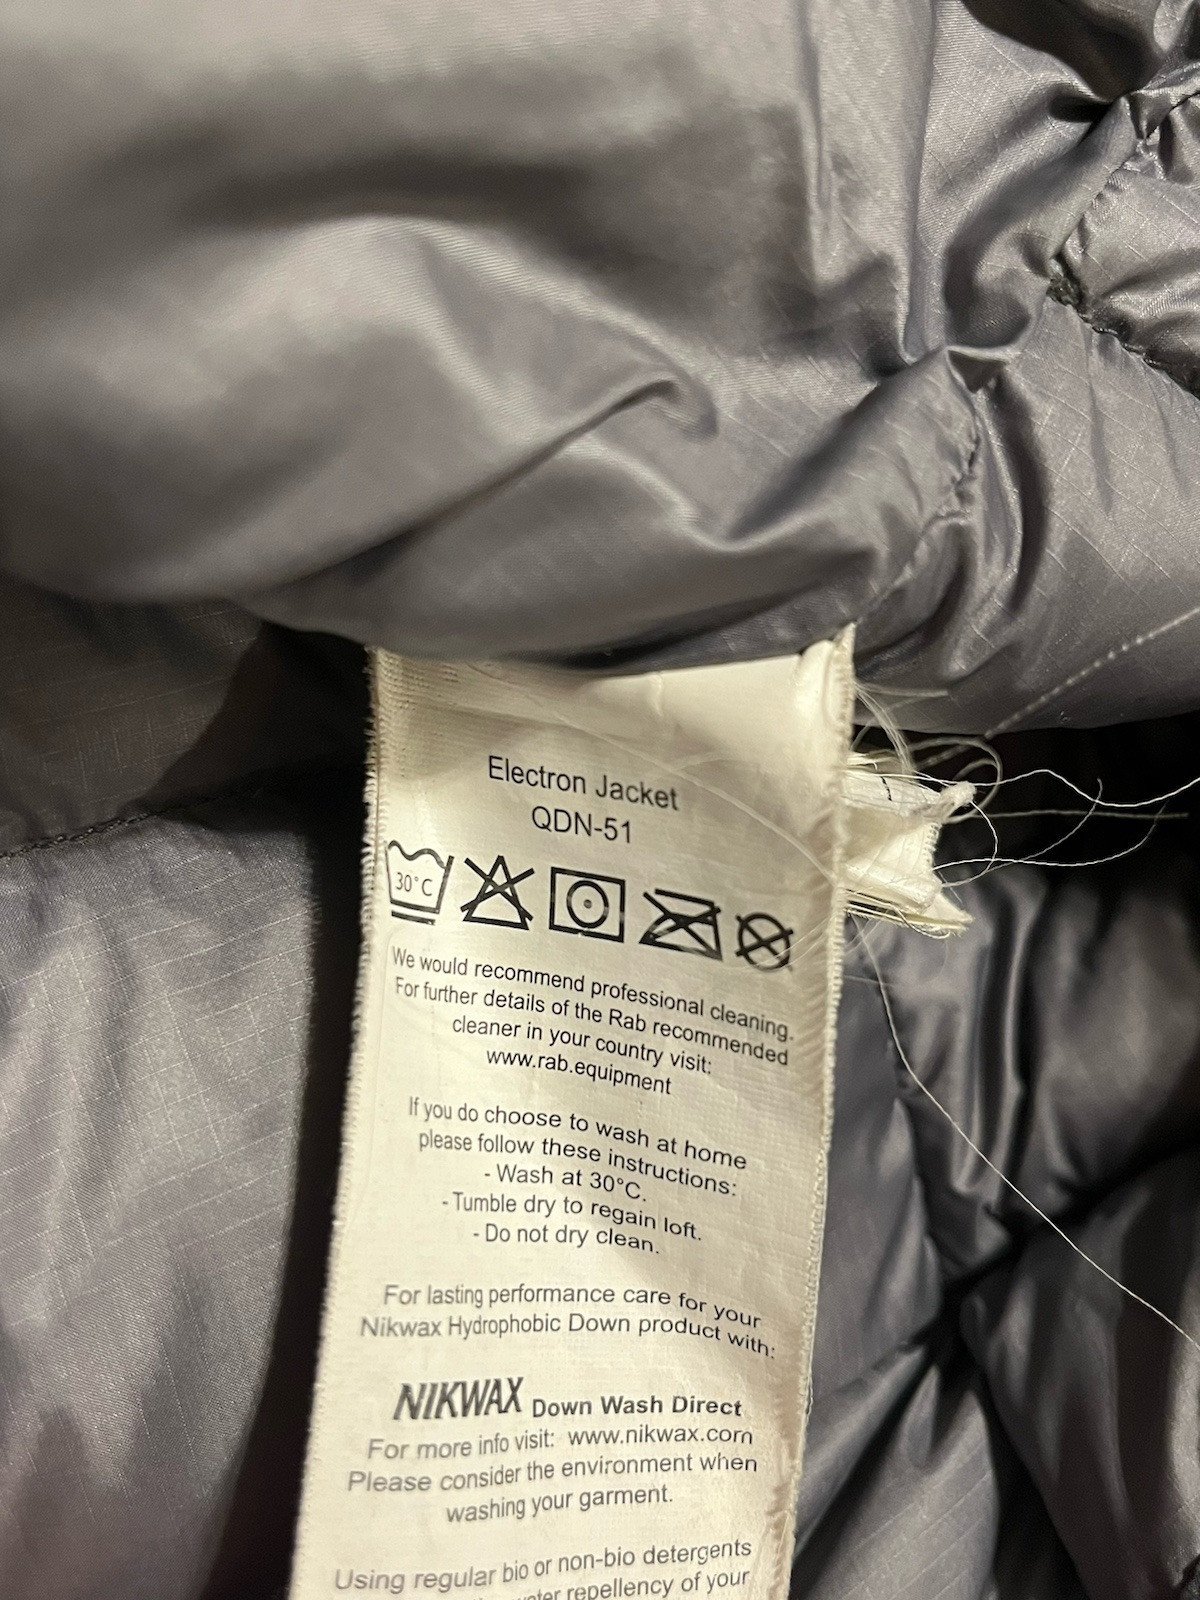 Electron Jacket
QDN-51
30°C
We would recommend professional cleaning.
For further details of the Rab recommended
cleaner in your country visit:
www.rab.equipment
If you do choose to wash at home
please follow these instructions:
- Wash at 30°C.
- Tumble dry to regain loft.
- Do not dry clean.
For lasting performance care for your
Nikwax Hydrophobic Down product with:
NIKWAX Down Wash Direct
For more info visit: www.nikwax.com
Please consider the environment when
washing your garment.
Using regular bio or non-bio detergents
repellency of your